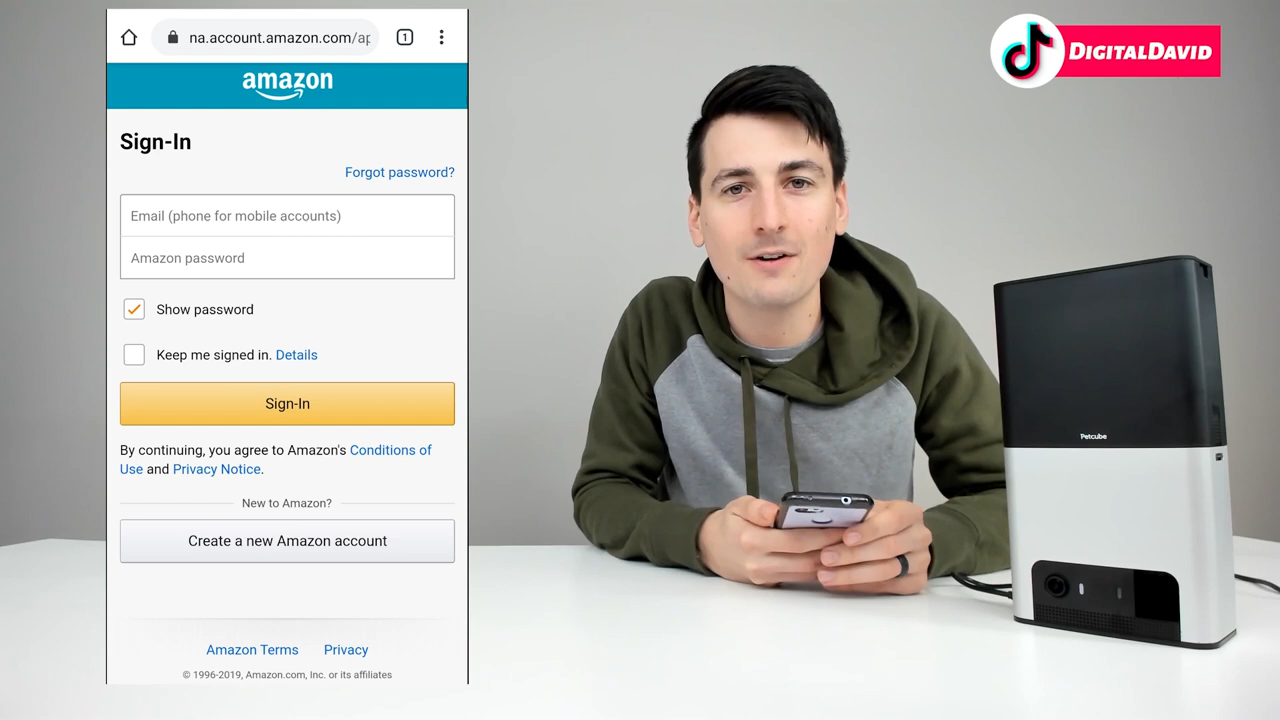 na.account.amazon.com/ap
1
amazon
Sign-In
Forgot password?
Email (phone for mobile accounts)
Amazon password
Show password
Keep me signed in. Details
Sign-In
By continuing, you agree to Amazon's Conditions of
Use and Privacy Notice.
New to Amazon?
Create a new Amazon account
Amazon Terms Privacy
© 1996-2019, Amazon.com, Inc. or its affiliates
DIGITALDAVID
Petcube